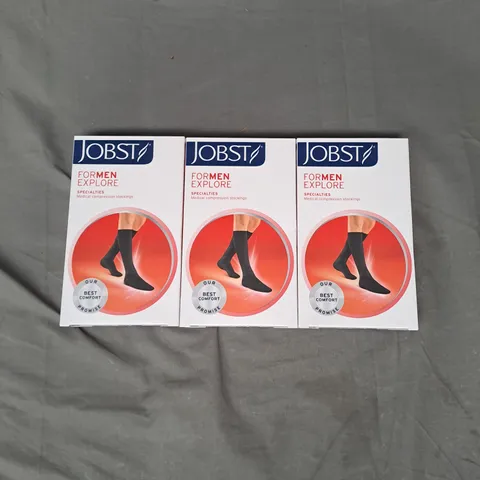 JOBST
FORMEN
EXPLORE
SPECIALTIES
Medical compression stockings
OUR
BEST
COMFORT
PROMISE
JOBST
FORMEN
EXPLORE
SPECIALTIES
Medical compression stockings
OUR
BEST
COMFORT
PROMISE
JOBST
FORMEN
EXPLORE
SPECIALTIES
Medical compression stockings
OUR
BEST
COMFORT
PROMISE